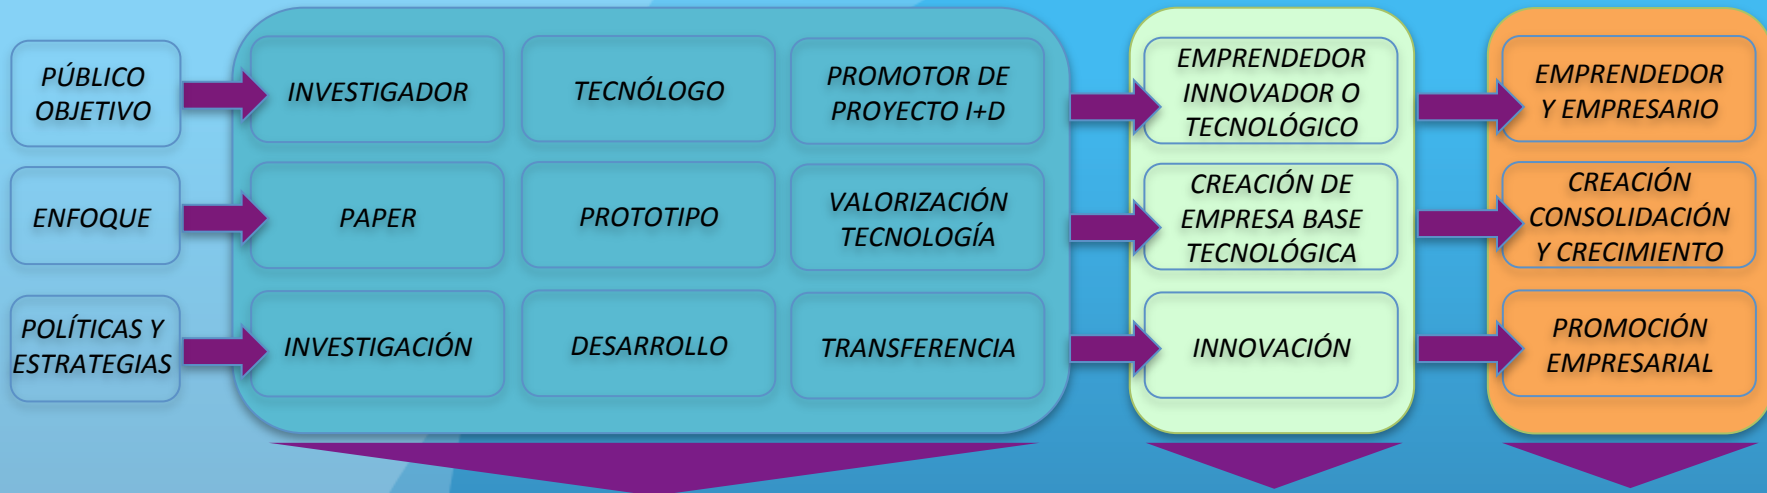 PÚBLICO
OBJETIVO
INVESTIGADOR
TECNÓLOGO
PROMOTOR DE
PROYECTO I+D
EMPRENDEDOR
INNOVADOR O
TECNOLÓGICO
EMPRENDEDOR
Y EMPRESARIO
ENFOQUE
PAPER
PROTOTIPO
VALORIZACIÓN
TECNOLOGÍA
CREACIÓN DE
EMPRESA BASE
TECNOLÓGICA
CREACIÓN
CONSOLIDACIÓN
Y CRECIMIENTO
POLÍTICAS Y
ESTRATEGIAS
INVESTIGACIÓN
DESARROLLO
TRANSFERENCIA
INNOVACIÓN
PROMOCIÓN
EMPRESARIAL